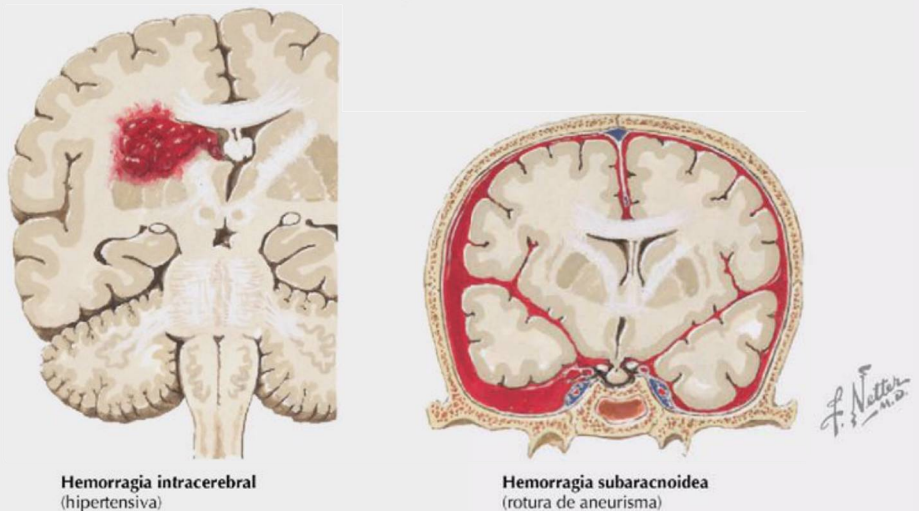 Hemorragia intracerebral
(hipertensiva)
Hemorragia subaracnoidea
(rotura de aneurisma)
F. Netter
M.D.